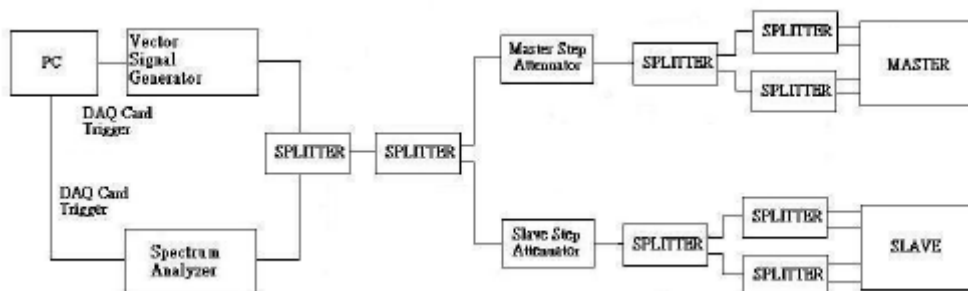 PC
Vector
Signal
Generator
DAQ Card
Trigger
DAQ Card
Trigger
Spectrum
Analyzer
SPLITTER
SPLITTER
Master Step
Attenuator
SPLITTER
SPLITTER
SPLITTER
MASTER
Slave Step
Attenuator
SPLITTER
SPLITTER
SPLITTER
SLAVE